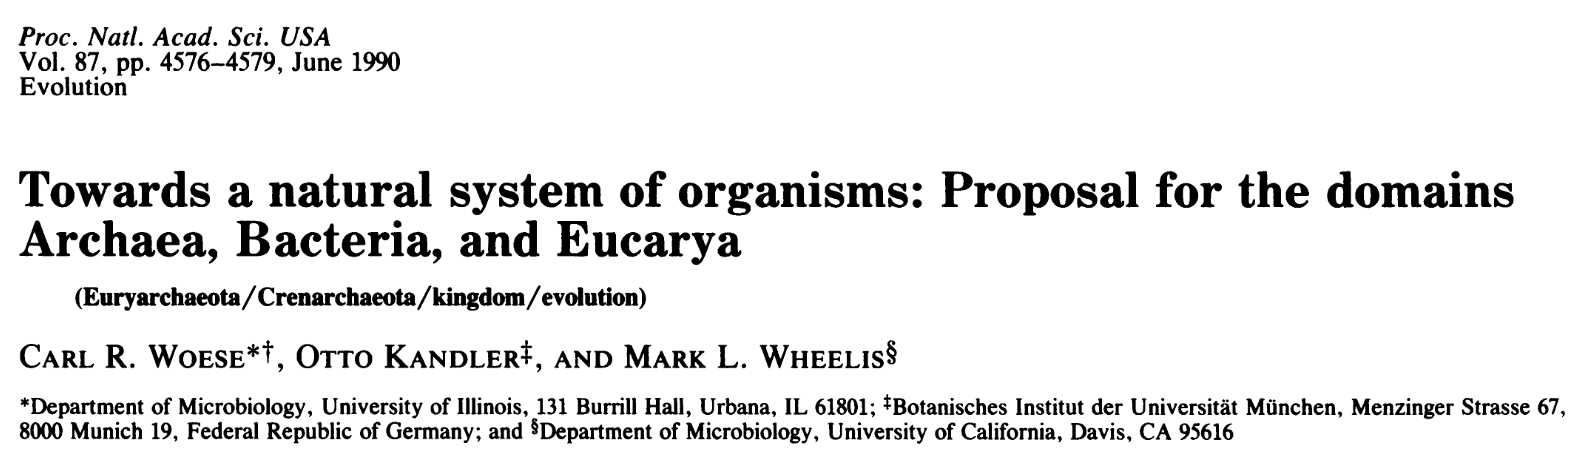 Proc. Natl. Acad. Sci. USA
Vol. 87, pp. 4576–4579, June 1990
Evolution
Towards a natural system of organisms: Proposal for the domains
Archaea, Bacteria, and Eucarya
(Euryarchaeota/Crenarchaeota/kingdom/evolution)
CARL R. WOESE*†, OTTO KANDLER‡, AND MARK L. WHEELIS§
*Department of Microbiology, University of Illinois, 131 Burrill Hall, Urbana, IL 61801; ‡Botanisches Institut der Universität München, Menzinger Strasse 67,
8000 Munich 19, Federal Republic of Germany; and §Department of Microbiology, University of California, Davis, CA 95616